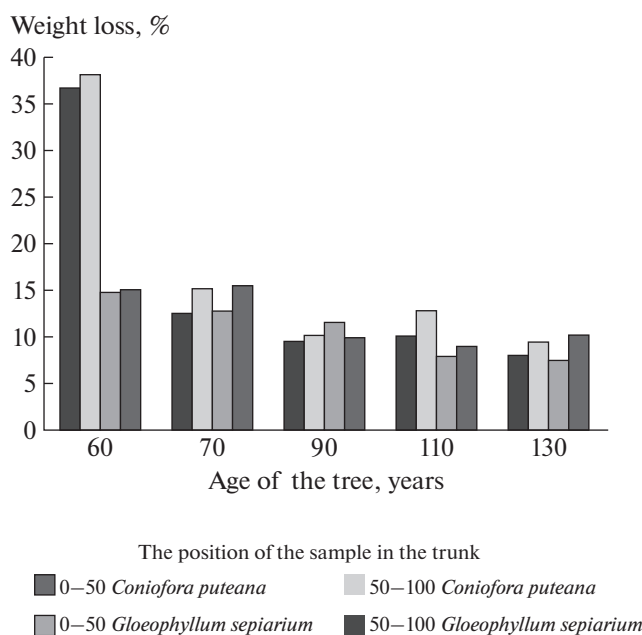 Weight loss, %
40
35
30
25
20
15
10
5
0
60 70 90 110 130
Age of the tree, years
The position of the sample in the trunk
0–50 Coniofora puteana 50–100 Coniofora puteana
0–50 Gloeophyllum sepiarium 50–100 Gloeophyllum sepiarium